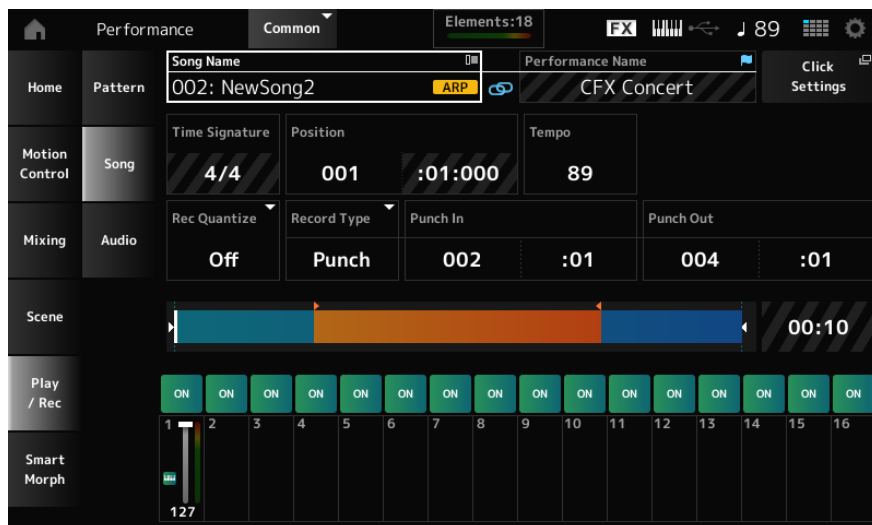 Performance
Common
Elements:18
FX
♩ 89
Home
Motion
Control
Mixing
Scene
Play
/ Rec
Smart
Morph
Pattern
Song
Audio
Song Name
002: NewSong2
ARP
Performance Name
CFX Concert
Click
Settings
Time Signature
4/4
Position
001 :01:000
Tempo
89
Rec Quantize
Off
Record Type
Punch
Punch In
002 :01
Punch Out
004 :01
00:10
ON ON ON ON ON ON ON ON ON ON ON ON ON ON ON ON
1 2 3 4 5 6 7 8 9 10 11 12 13 14 15 16
127